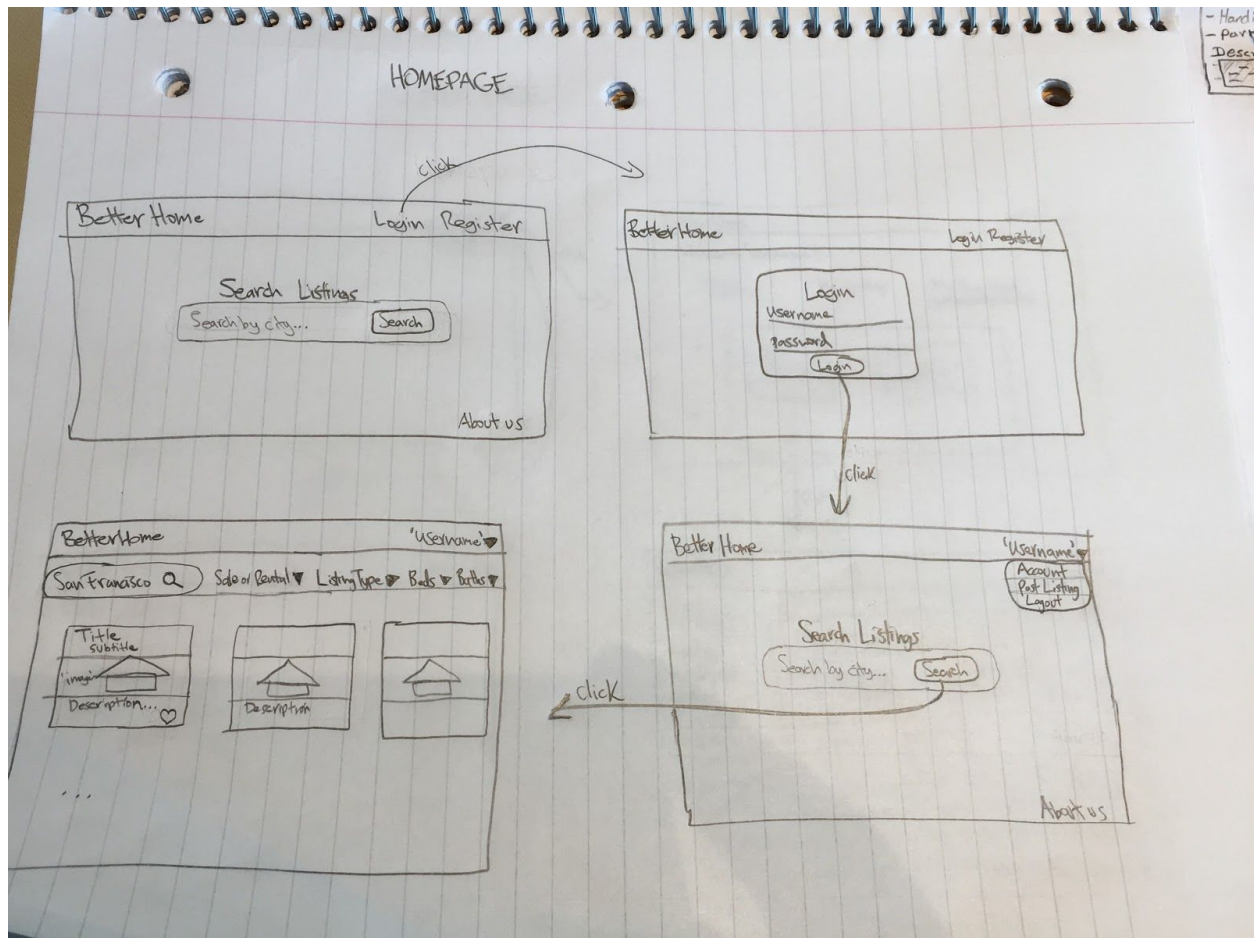 HOMEPAGE
- Park
click
Better Home
Login Register
Search Listings
Search by city...
Search
About us
BetterHome
Login Register
Login
Username
Password
Login
click
Better Home
'Username'
Account
Post Listing
Logout
Search Listings
Search by city...
Search
About us
click
BetterHome
'Username'
San Francisco
Sale or Rental
Listing Type
Beds
Baths
Title
subtitle
Description...
Description
...